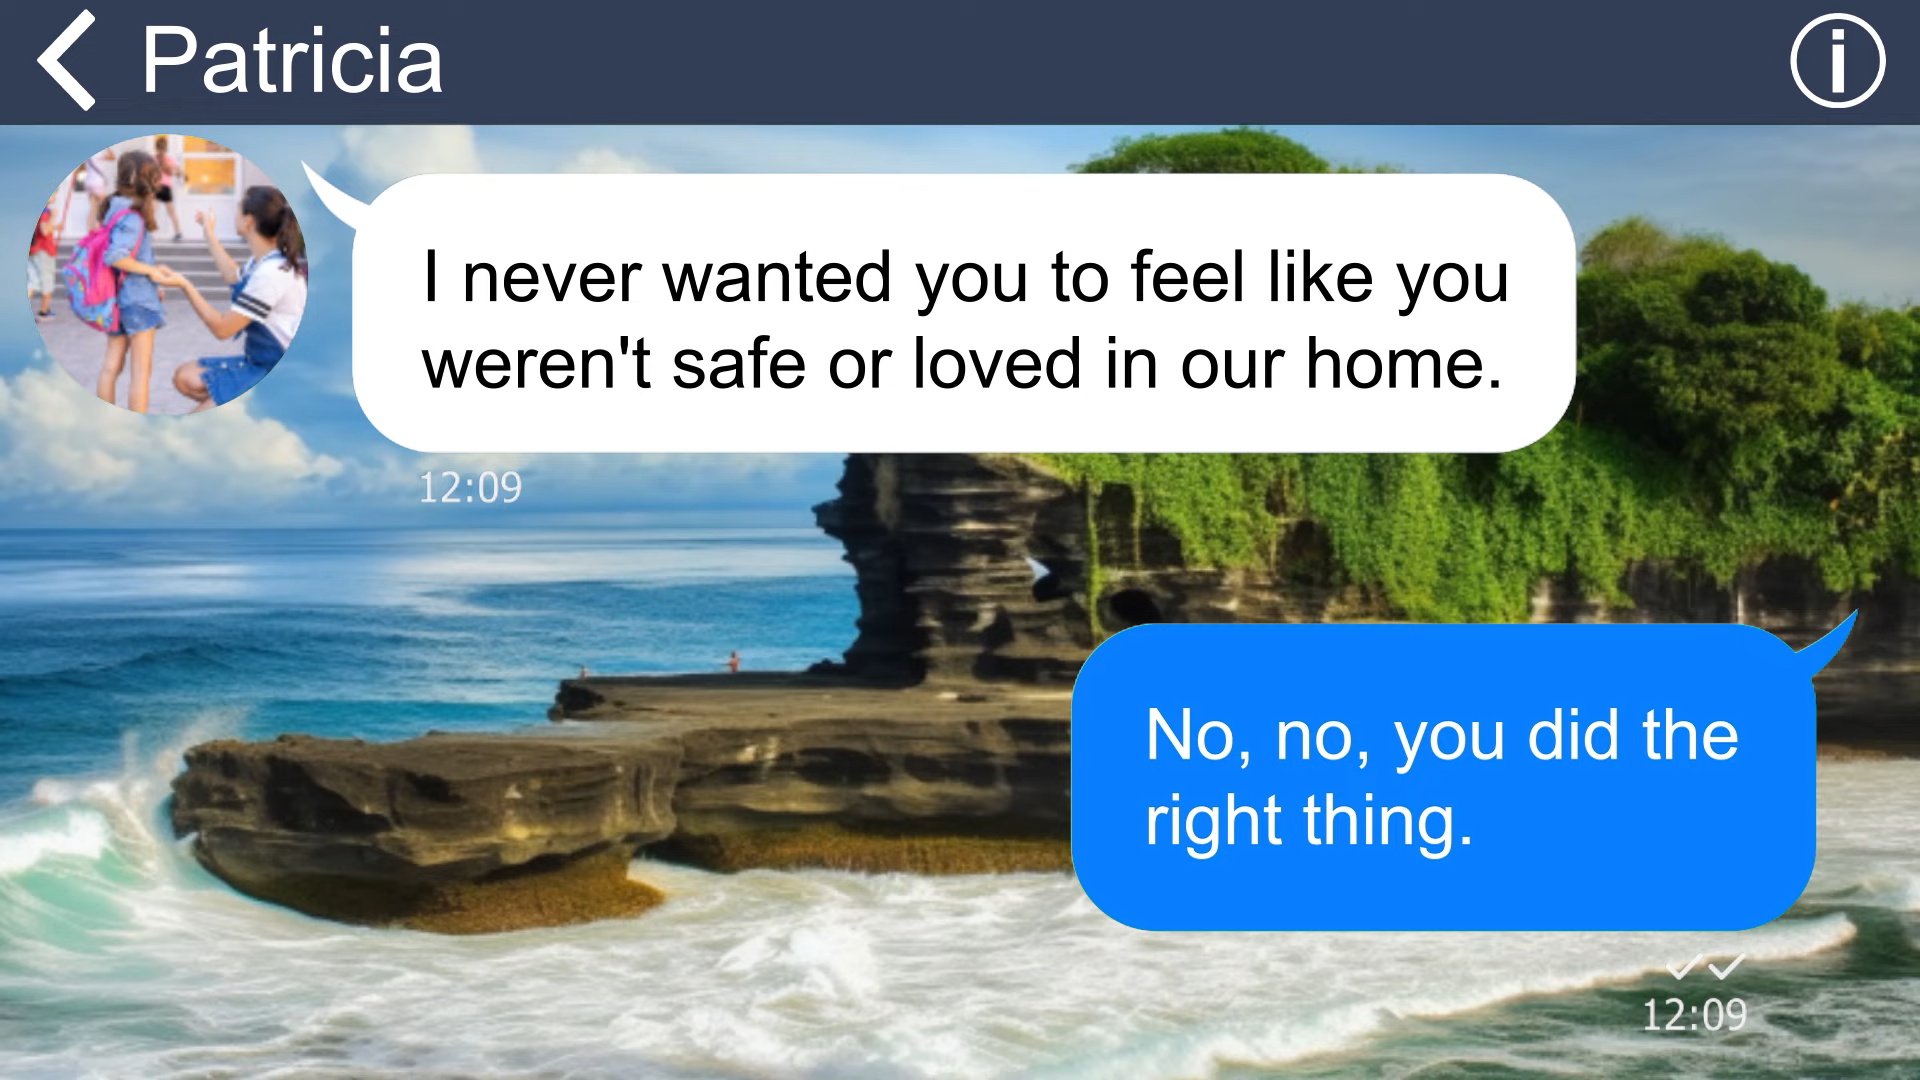 Patricia
I never wanted you to feel like you
weren't safe or loved in our home.
12:09
No, no, you did the
right thing.
12:09